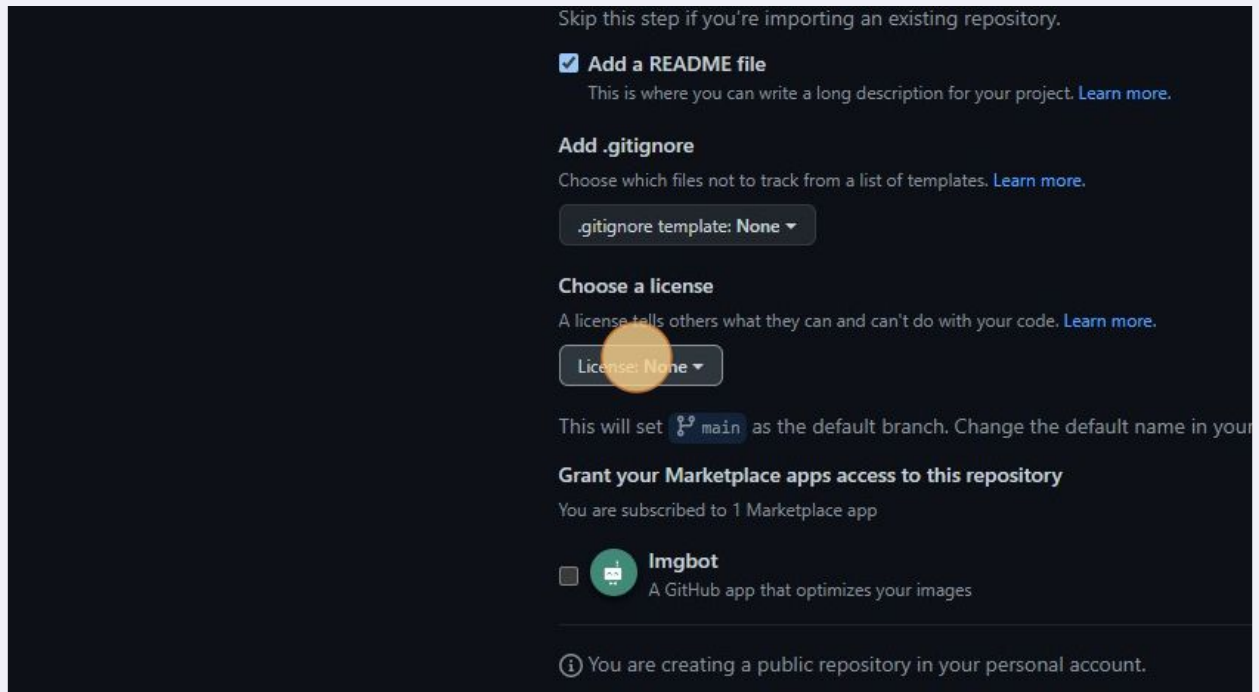 Skip this step if you're importing an existing repository.
Add a README file
This is where you can write a long description for your project. Learn more.
Add .gitignore
Choose which files not to track from a list of templates. Learn more.
.gitignore template: None
Choose a license
A license tells others what they can and can't do with your code. Learn more.
License: None
This will set main as the default branch. Change the default name in your
Grant your Marketplace apps access to this repository
You are subscribed to 1 Marketplace app
Imgbot
A GitHub app that optimizes your images
You are creating a public repository in your personal account.